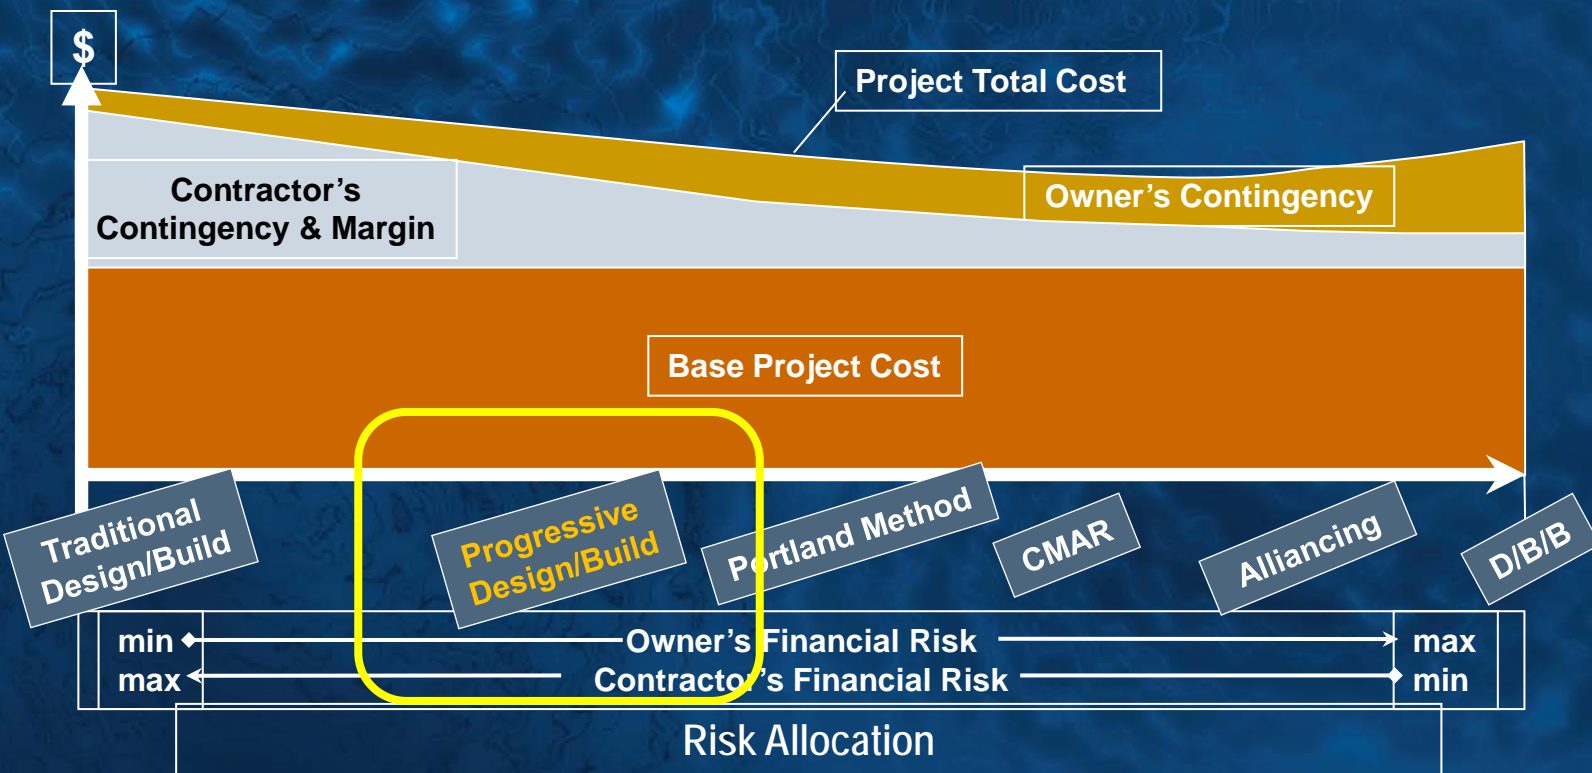 $
Project Total Cost
Contractor’s
Contingency & Margin
Owner’s Contingency
Base Project Cost
Traditional
Design/Build
Progressive
Design/Build
Portland Method
CMAR
Alliancing
D/B/B
min Owner’s Financial Risk max
max Contractor’s Financial Risk min
Risk Allocation